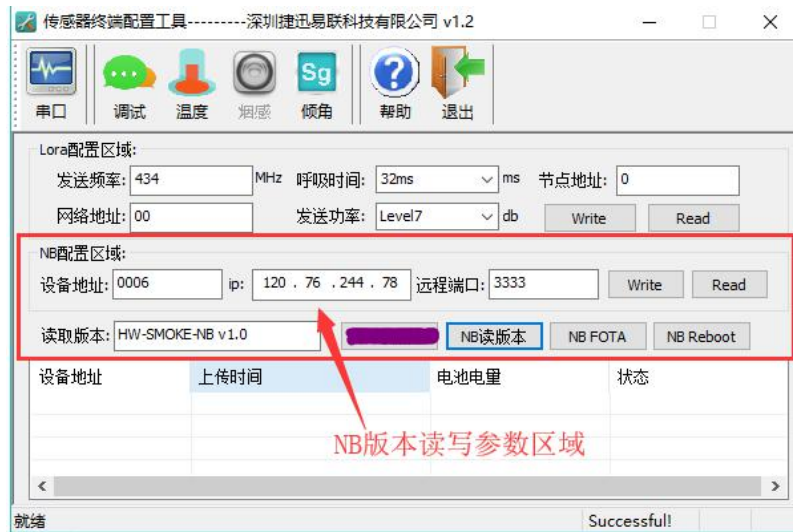 传感器终端配置工具---------深圳捷迅易联科技有限公司 v1.2
Sg
串口 调试 温度 烟感 倾角 帮助 退出
Lora配置区域:
发送频率: 434 MHz 呼吸时间: 32ms ms 节点地址: 0
网络地址: 00 发送功率: Level7 db Write Read
NB配置区域:
设备地址: 0006 ip: 120 . 76 . 244 . 78 远程端口: 3333 Write Read
读取版本: HW-SMOKE-NB v1.0 NB读版本 NB FOTA NB Reboot
设备地址 上传时间 电池电量 状态
NB版本读写参数区域
就绪 Successful!